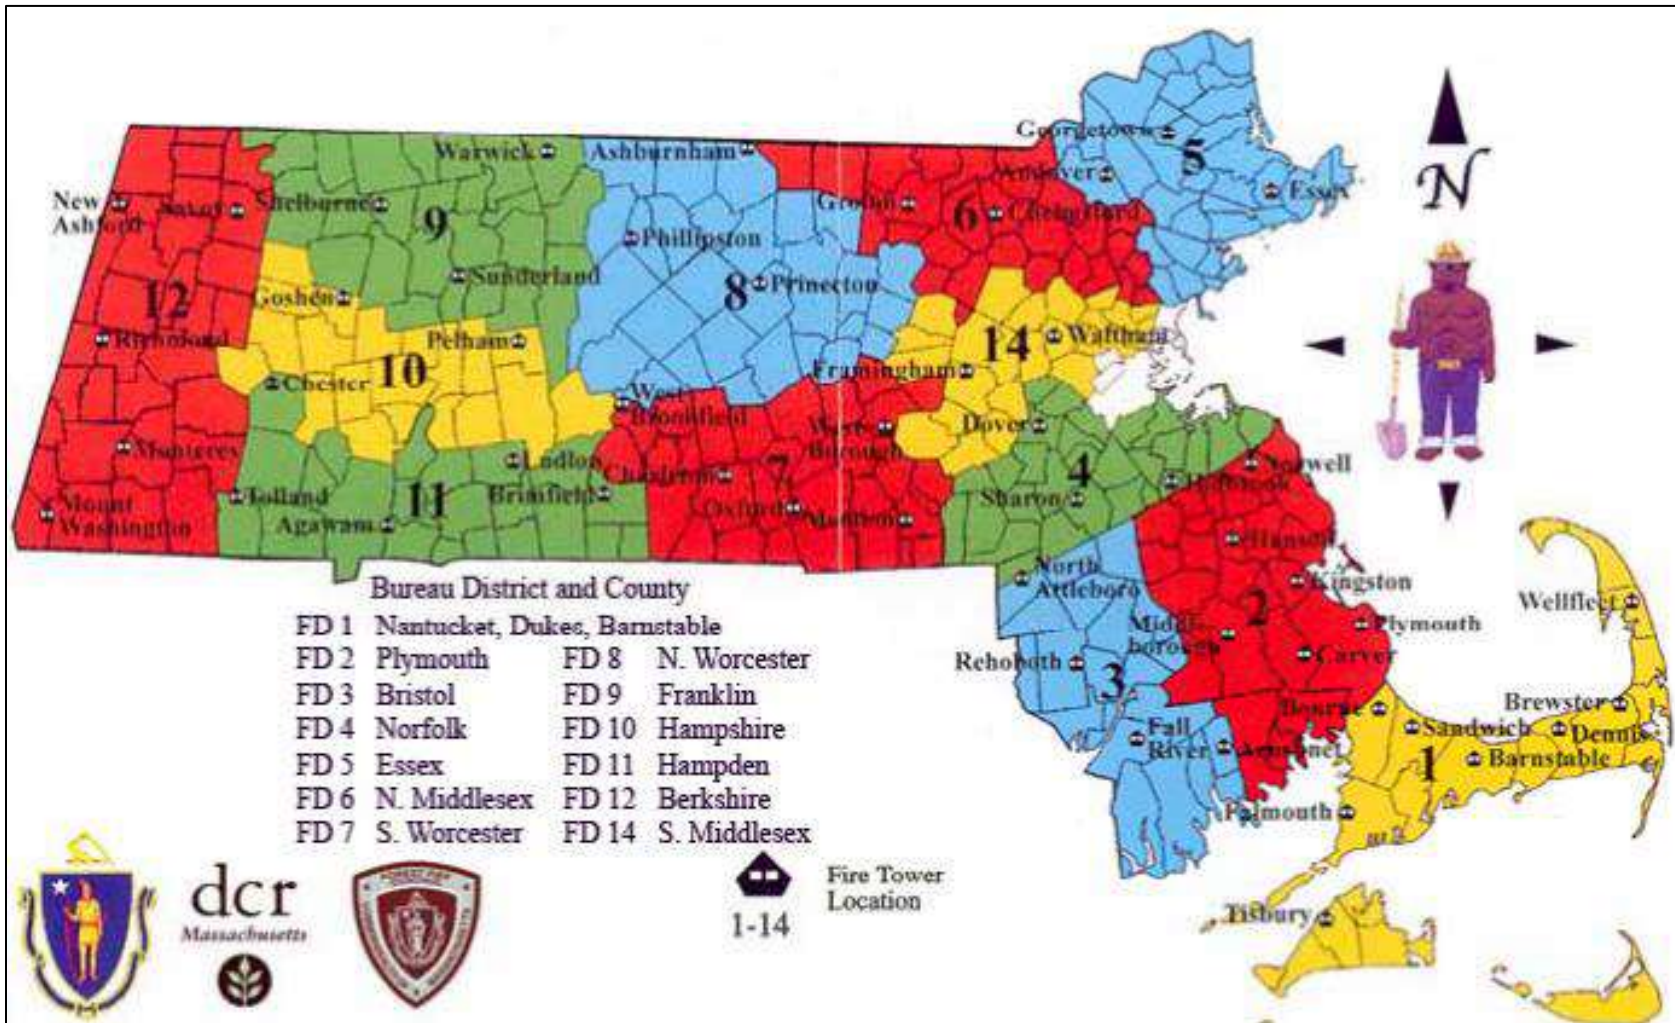 Georgetown
5
Warwick
Ashburnham
Andover
Essex
N
New
Ashford
Savoy
Shelburne
9
Groton
6
Chelmsford
Phillipston
Sunderland
12
Goshen
8
Princeton
Richmond
Pelham
14
Waltham
10
Chester
Framingham
West
Brookfield
West
Borough
Dover
Monterey
Ludlow
Charlton
7
4
Norwell
Holbrook
Mount
Washington
Tolland
Agawam
11
Brimfield
Oxford
Mendon
Sharon
Hanson
North
Attleboro
Kingston
Wellfleet
Middle
borough
2
Plymouth
Rehoboth
3
Carver
Bourne
Brewster
Sandwich
Dennis
Fall
River
Acushnet
1
Barnstable
Falmouth
Tisbury
Bureau District and County
FD 1 Nantucket, Dukes, Barnstable
FD 2 Plymouth FD 8 N. Worcester
FD 3 Bristol FD 9 Franklin
FD 4 Norfolk FD 10 Hampshire
FD 5 Essex FD 11 Hampden
FD 6 N. Middlesex FD 12 Berkshire
FD 7 S. Worcester FD 14 S. Middlesex
dcr
Massachusetts
Fire Tower
Location
1-14